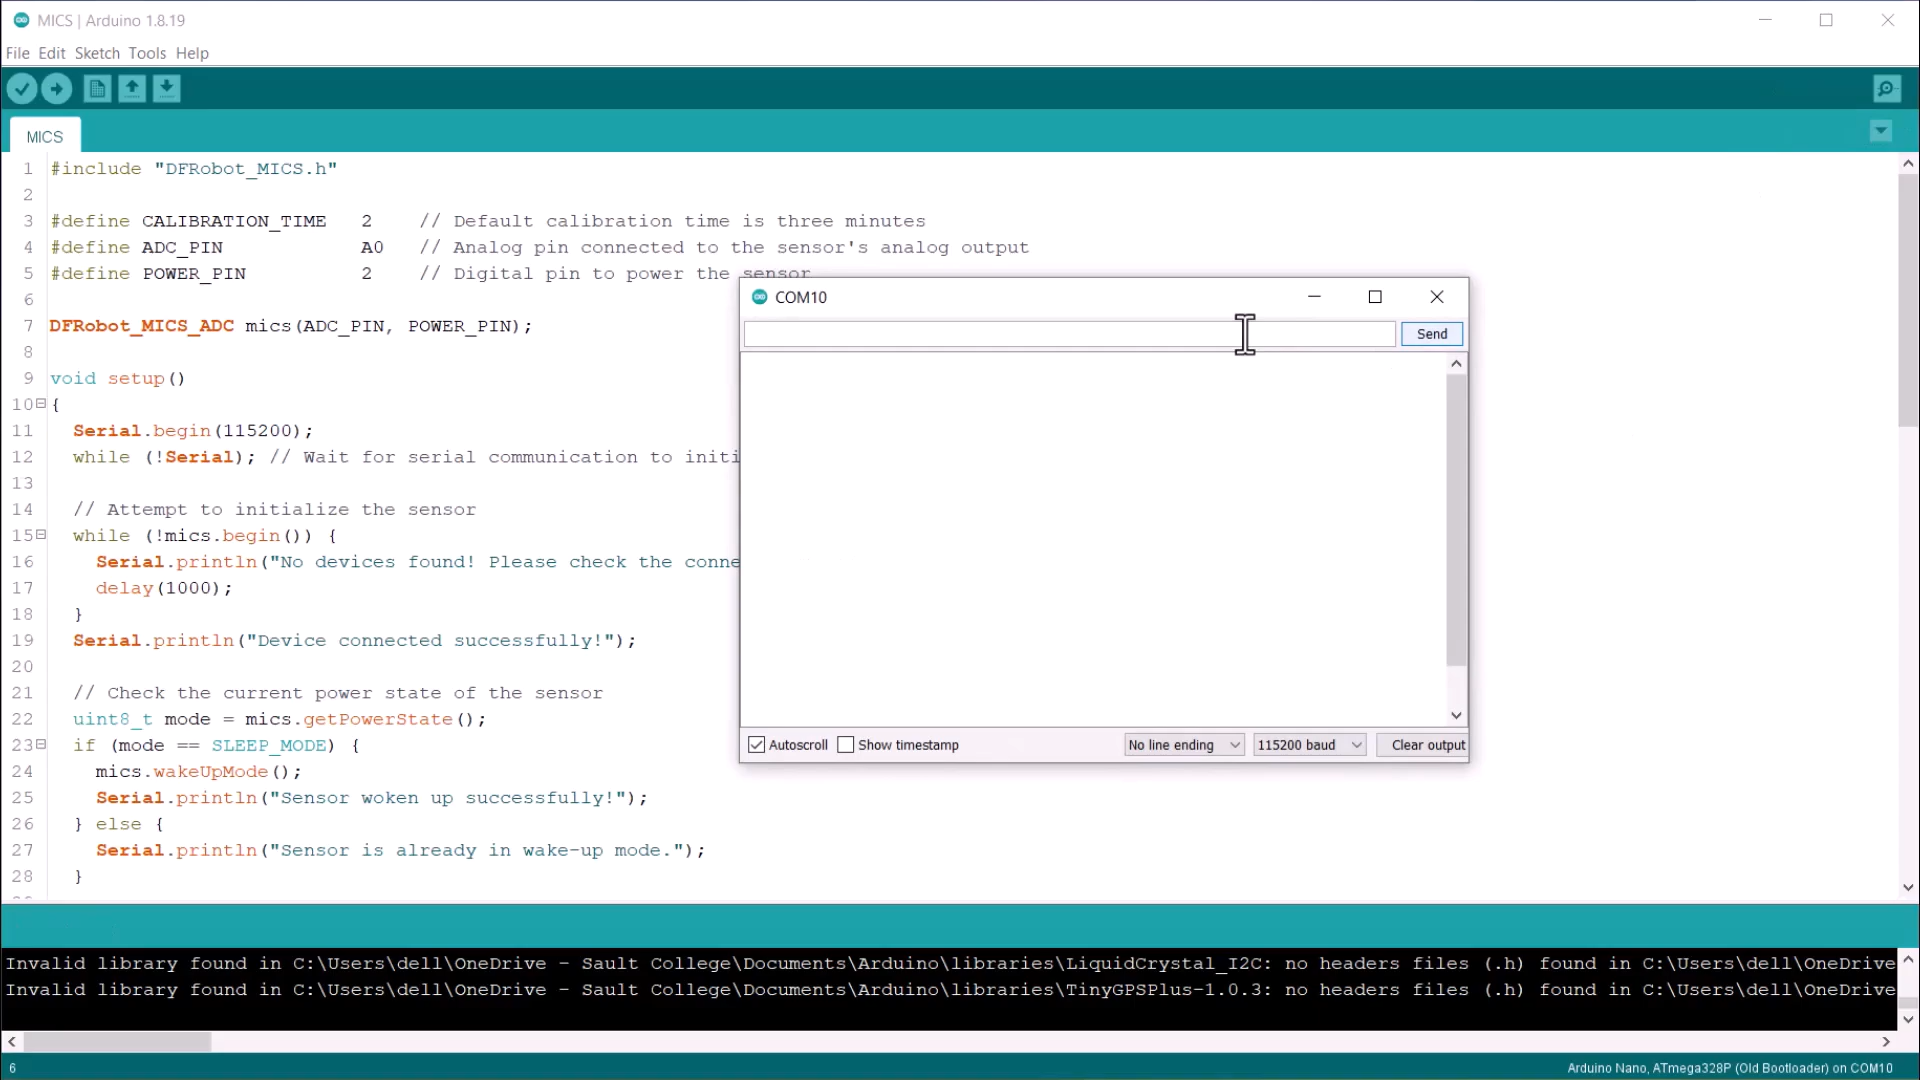 MICS | Arduino 1.8.19
File Edit Sketch Tools Help
MICS
1 #include "DFRobot_MICS.h"
2
3 #define CALIBRATION_TIME 2 // Default calibration time is three minutes
4 #define ADC_PIN A0 // Analog pin connected to the sensor's analog output
5 #define POWER_PIN 2 // Digital pin to power the sensor
6
7 DFRobot_MICS_ADC mics(ADC_PIN, POWER_PIN);
8
9 void setup()
10 {
11 Serial.begin(115200);
12 while (!Serial); // Wait for serial communication to initi
13
14 // Attempt to initialize the sensor
15 while (!mics.begin()) {
16 Serial.println("No devices found! Please check the conne
17 delay(1000);
18 }
19 Serial.println("Device connected successfully!");
20
21 // Check the current power state of the sensor
22 uint8_t mode = mics.getPowerState();
23 if (mode == SLEEP_MODE) {
24 mics.wakeUpMode();
25 Serial.println("Sensor woken up successfully!");
26 } else {
27 Serial.println("Sensor is already in wake-up mode.");
28 }
COM10
Send
Autoscroll Show timestamp No line ending 115200 baud Clear output
Invalid library found in C:\Users\dell\OneDrive - Sault College\Documents\Arduino\libraries\LiquidCrystal_I2C: no headers files (.h) found in C:\Users\dell\OneDrive
Invalid library found in C:\Users\dell\OneDrive - Sault College\Documents\Arduino\libraries\TinyGPSPlus-1.0.3: no headers files (.h) found in C:\Users\dell\OneDrive
6 Arduino Nano, ATmega328P (Old Bootloader) on COM10